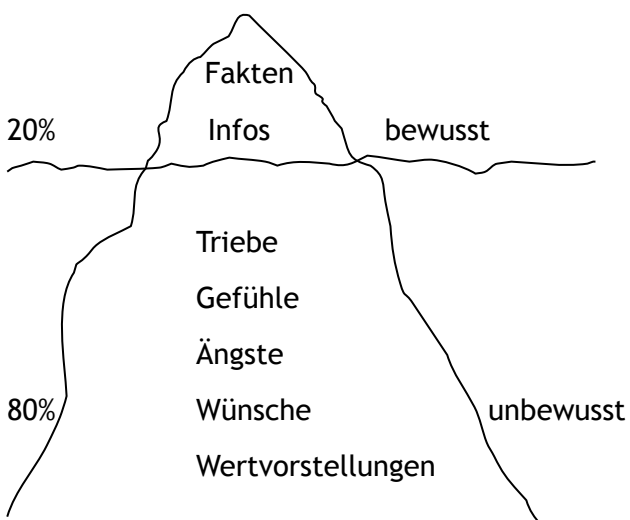 Fakten
20% Infos bewusst
Triebe
Gefühle
Ängste
80% Wünsche unbewusst
Wertvorstellungen